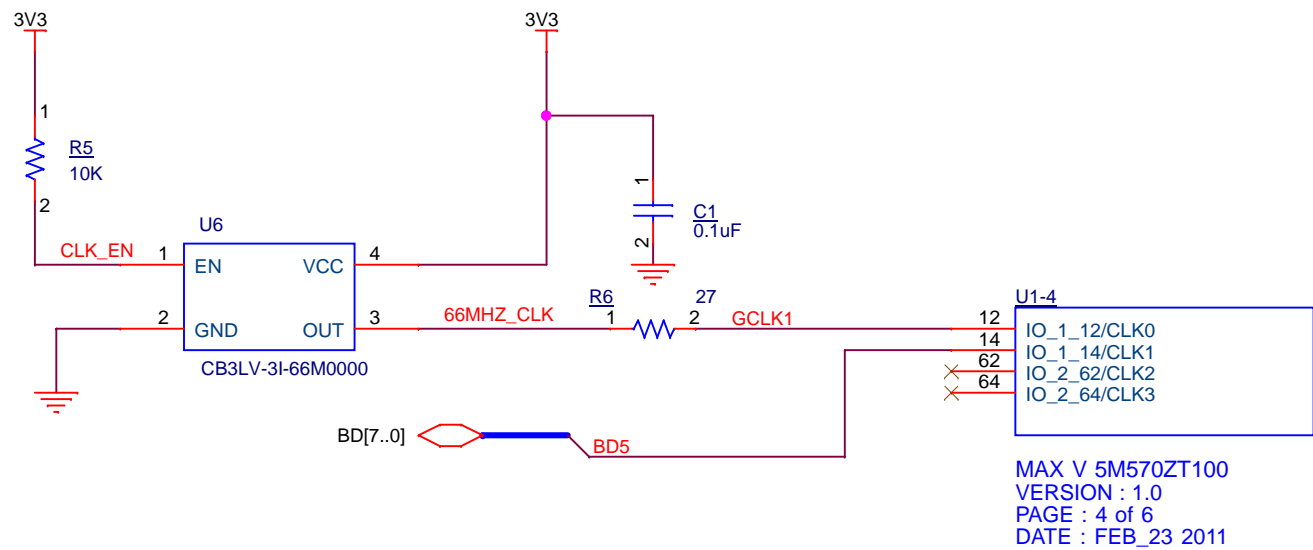 3V3
3V3
1
R5
10K
2
1
C1
0.1uF
2
U6
CLK_EN
1
EN
VCC
4
2
GND
OUT
3
66MHZ_CLK
R6
1
27
2
GCLK1
CB3LV-3I-66M0000
U1-4
12
IO_1_12/CLK0
14
IO_1_14/CLK1
62
IO_2_62/CLK2
64
IO_2_64/CLK3
BD[7..0]
BD5
MAX V 5M570ZT100
VERSION : 1.0
PAGE : 4 of 6
DATE : FEB_23 2011